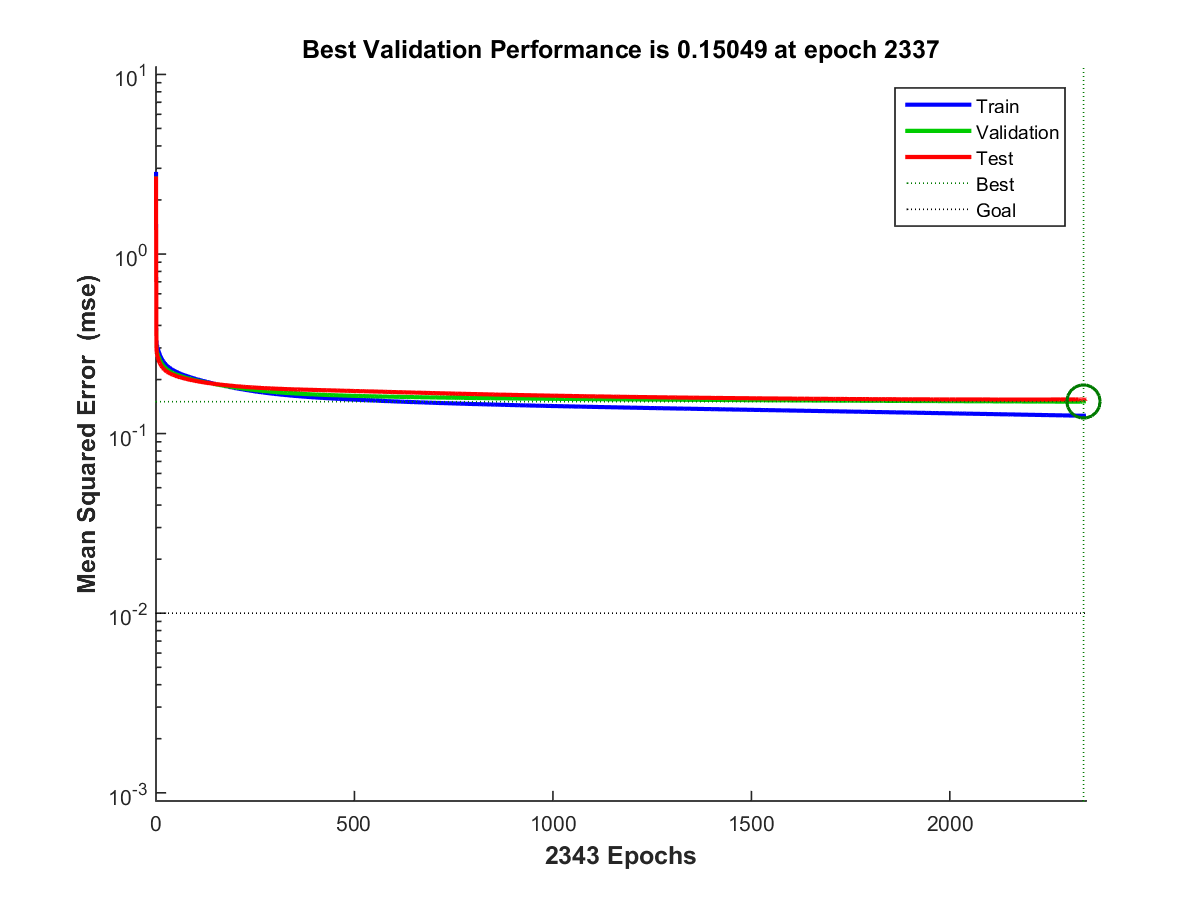 Best Validation Performance is 0.15049 at epoch 2337
10^1
10^0
10^-1
10^-2
10^-3
Mean Squared Error (mse)
Train
Validation
Test
Best
Goal
0 500 1000 1500 2000
2343 Epochs